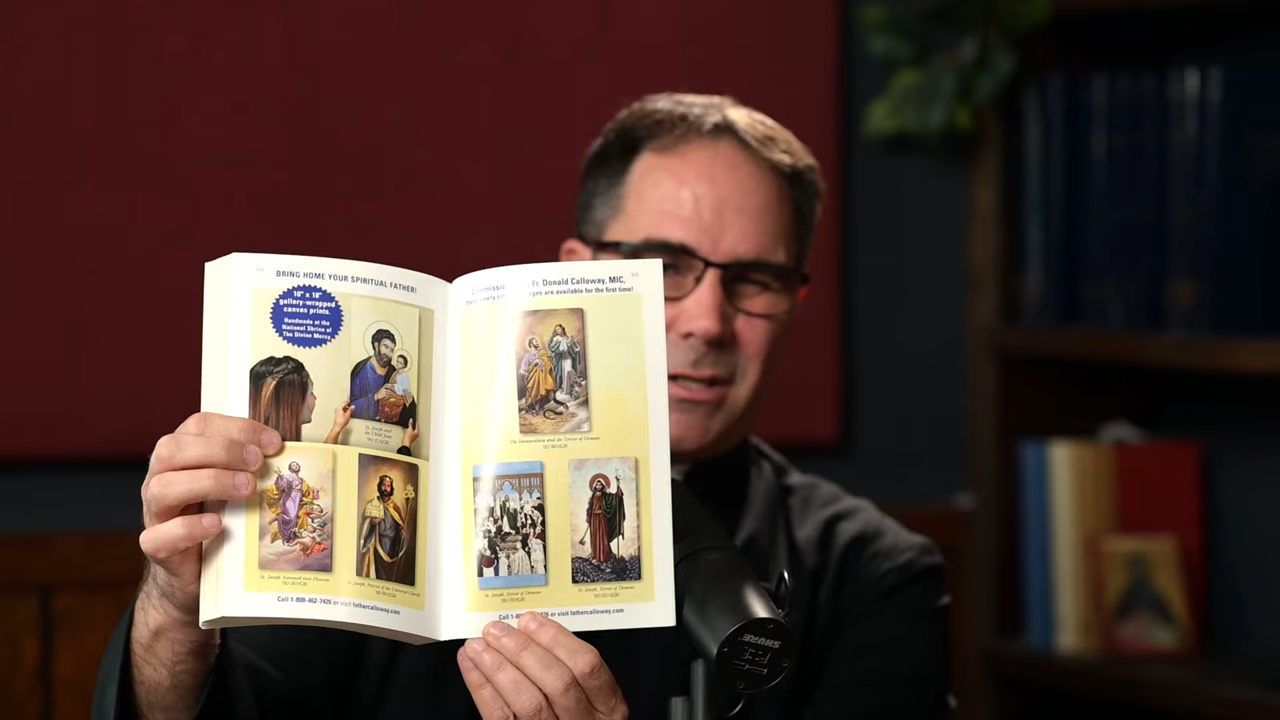 BRING HOME YOUR SPIRITUAL FATHER!
10" x 18"
gallery-wrapped
canvas prints.
Handmade at the
National Shrine of
The Divine Mercy
St. Joseph and
the Child Jesus
St. Joseph Assumed into Heaven
St. Joseph, Patron of the Universal Church
Call 1-800-462-7426 or visit fathercalloway.com
Fr. Donald Calloway, MIC,
are available for the first time!
The Immaculata and the Terror of Demons
St. Joseph, Terror of Demons
St. Joseph, Terror of Demons
Call or visit fathercalloway.com
SHURE